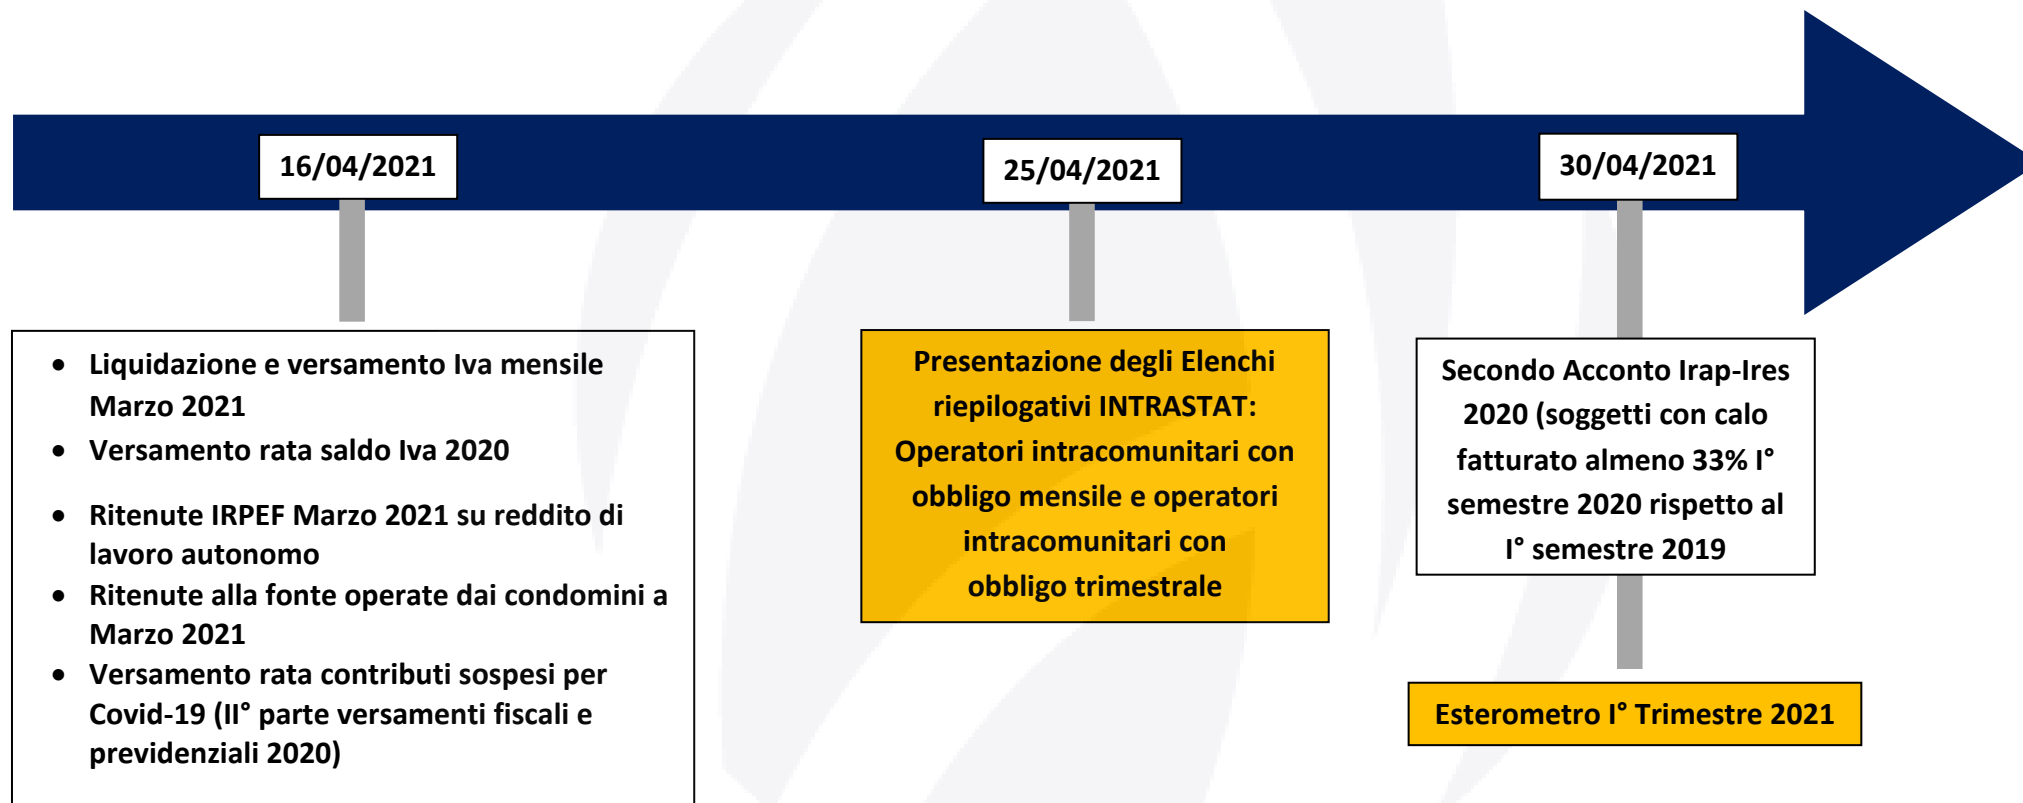 16/04/2021
25/04/2021
30/04/2021
• Liquidazione e versamento Iva mensile
Marzo 2021
• Versamento rata saldo Iva 2020
• Ritenute IRPEF Marzo 2021 su reddito di
lavoro autonomo
• Ritenute alla fonte operate dai condomini a
Marzo 2021
• Versamento rata contributi sospesi per
Covid-19 (II° parte versamenti fiscali e
previdenziali 2020)
Presentazione degli Elenchi
riepilogativi INTRASTAT:
Operatori intracomunitari con
obbligo mensile e operatori
intracomunitari con
obbligo trimestrale
Secondo Acconto Irap-Ires
2020 (soggetti con calo
fatturato almeno 33% I°
semestre 2020 rispetto al
I° semestre 2019
Esterometro I° Trimestre 2021